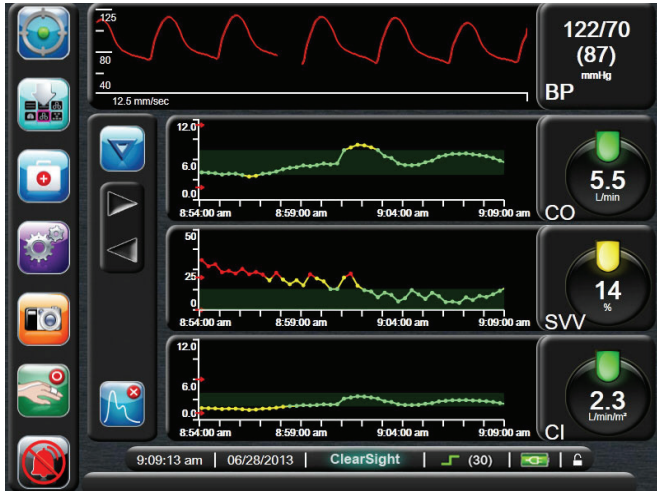 125
80
40
12.5 mm/sec
122/70
(87)
mmHg
BP
12.0
6.0
0.0
8:54:00 am 8:59:00 am 9:04:00 am 9:09:00 am
5.5
L/min
CO
50
25
0
8:54:00 am 8:59:00 am 9:04:00 am 9:09:00 am
14
%
SVV
12.0
6.0
0.0
8:54:00 am 8:59:00 am 9:04:00 am 9:09:00 am
2.3
L/min/m²
CI
9:09:13 am | 06/28/2013 | ClearSight | (30)